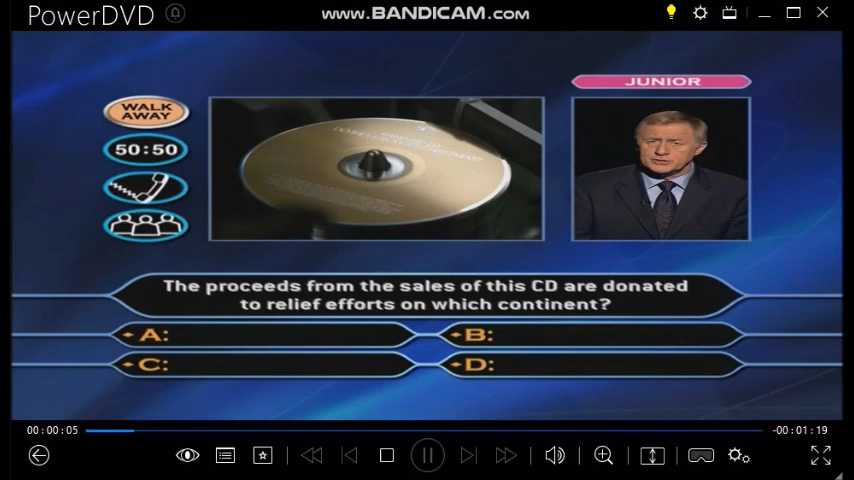 PowerDVD
www.BANDICAM.com
JUNIOR
WALK
AWAY
50:50
The proceeds from the sales of this CD are donated
to relief efforts on which continent?
A:
B:
C:
D:
00:00:05
-00:01:19